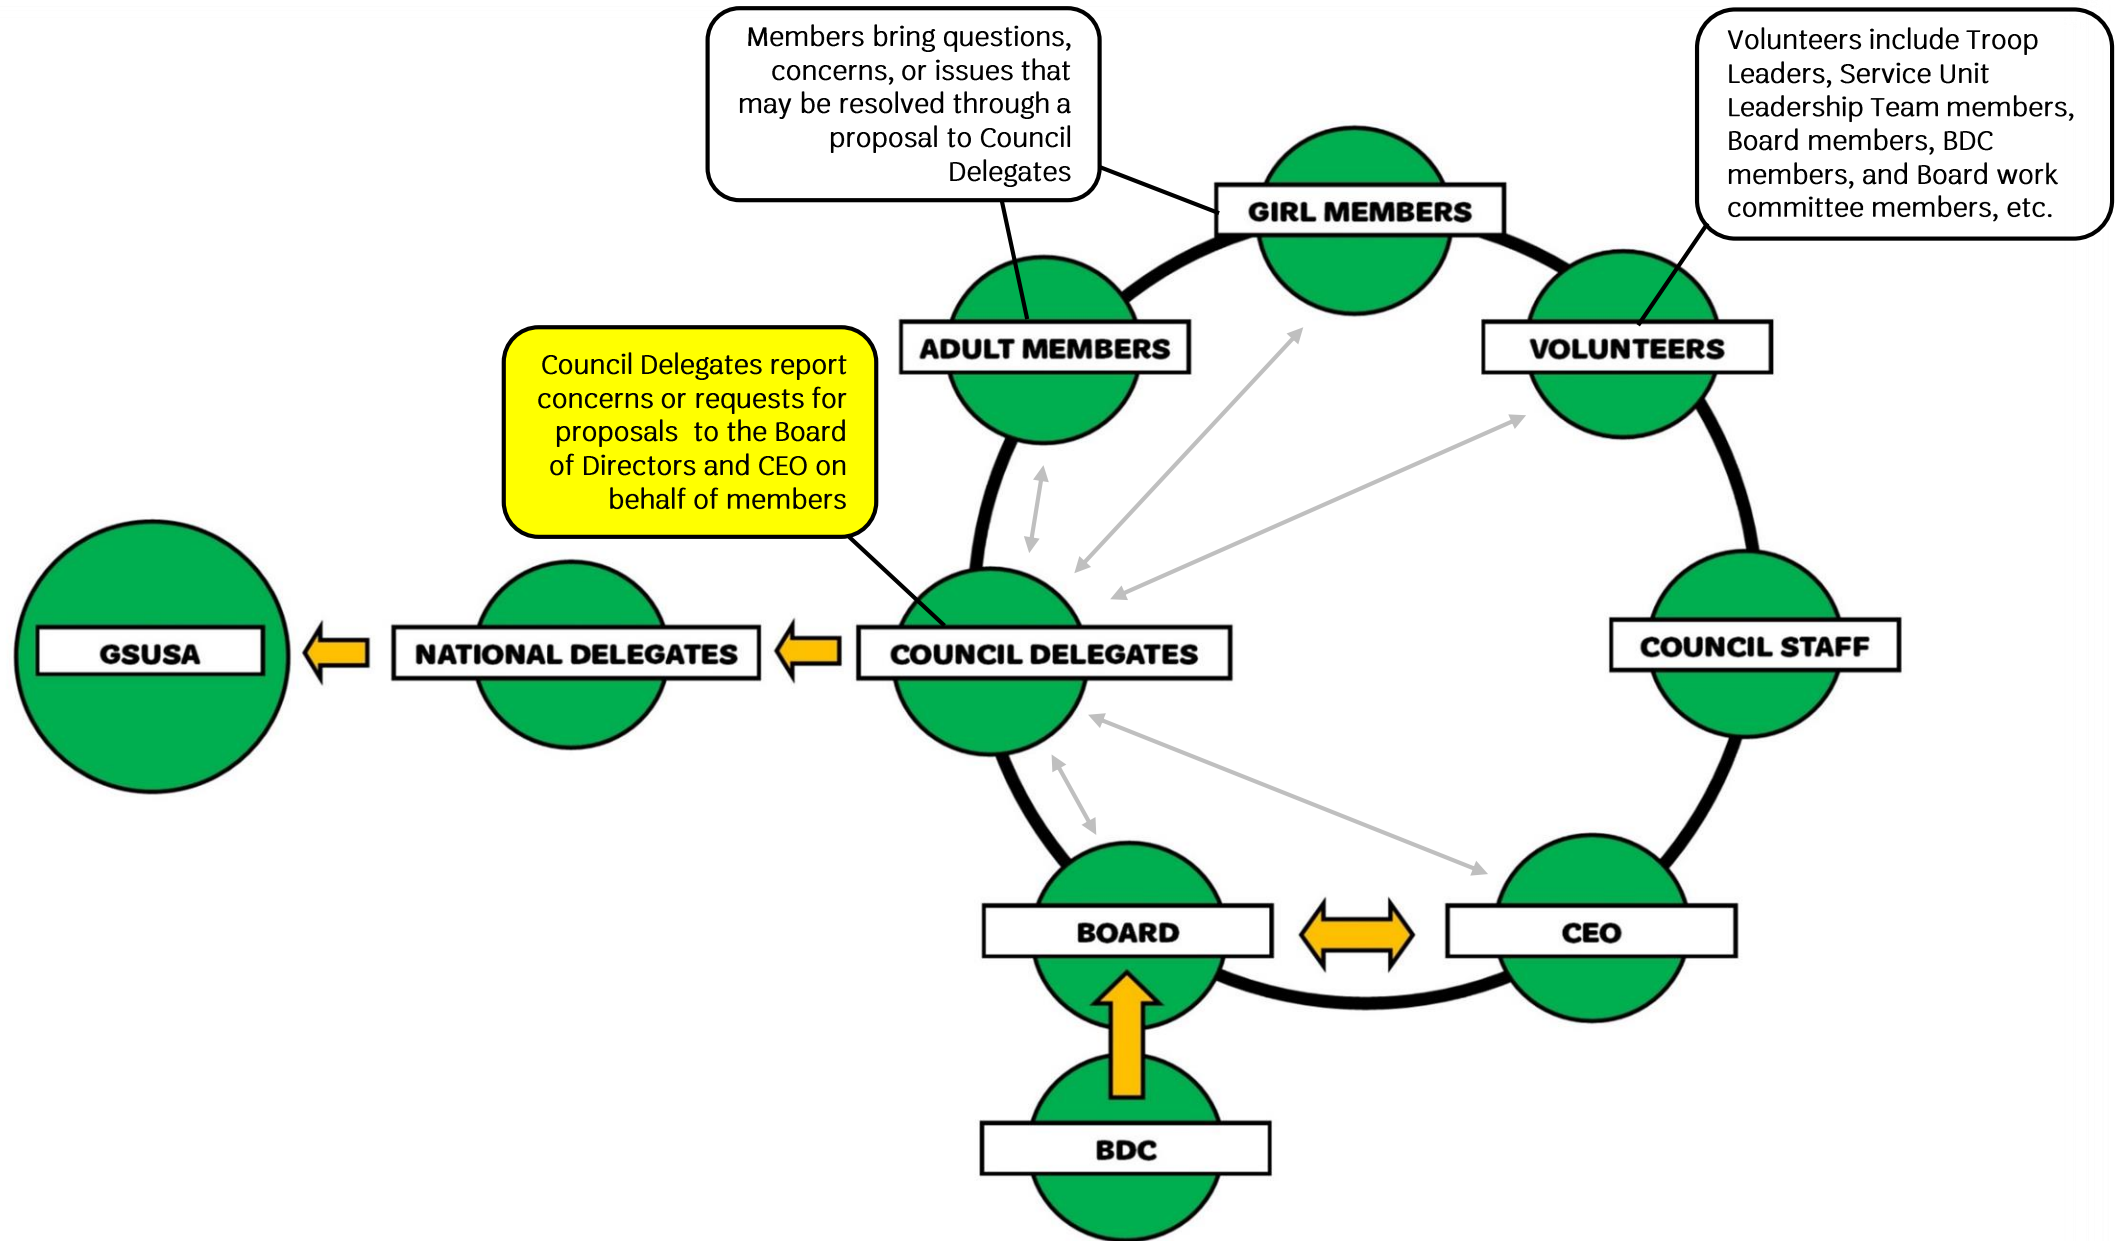 Members bring questions,
concerns, or issues that
may be resolved through a
proposal to Council
Delegates
Volunteers include Troop
Leaders, Service Unit
Leadership Team members,
Board members, BDC
members, and Board work
committee members, etc.
GIRL MEMBERS
ADULT MEMBERS
VOLUNTEERS
Council Delegates report
concerns or requests for
proposals to the Board
of Directors and CEO on
behalf of members
GSUSA
NATIONAL DELEGATES
COUNCIL DELEGATES
COUNCIL STAFF
BOARD
CEO
BDC